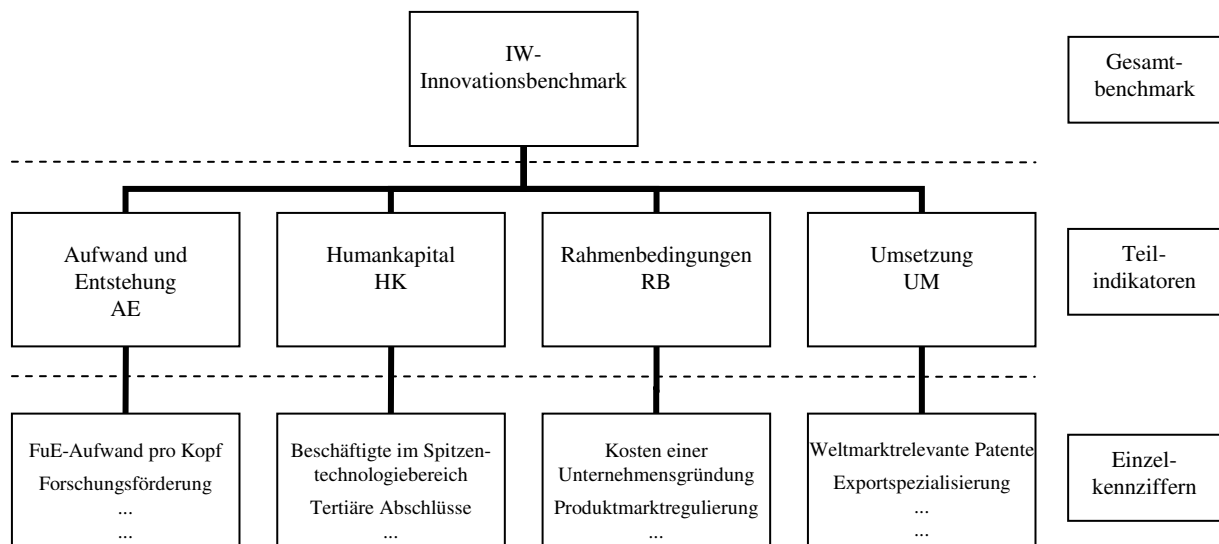 IW-
Innovationsbenchmark
Gesamt-
benchmark
Aufwand und
Entstehung
AE
Humankapital
HK
Rahmenbedingungen
RB
Umsetzung
UM
Teil-
indikatoren
FuE-Aufwand pro Kopf
Forschungsförderung
...
...
Beschäftigte im Spitzen-
technologiebereich
Tertiäre Abschlüsse
...
Kosten einer
Unternehmensgründung
Produktmarktregulierung
...
Weltmarktrelevante Patente
Exportspezialisierung
...
...
Einzel-
kennziffern